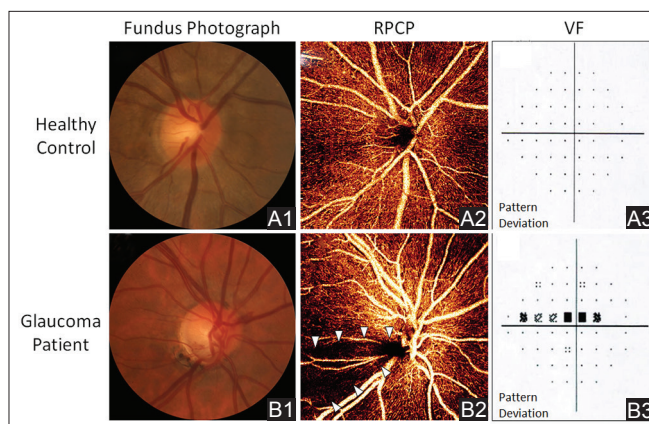 Fundus Photograph RPCP VF
Healthy
Control
A1 A2 Pattern
Deviation A3
Glaucoma
Patient
B1 B2 Pattern
Deviation B3